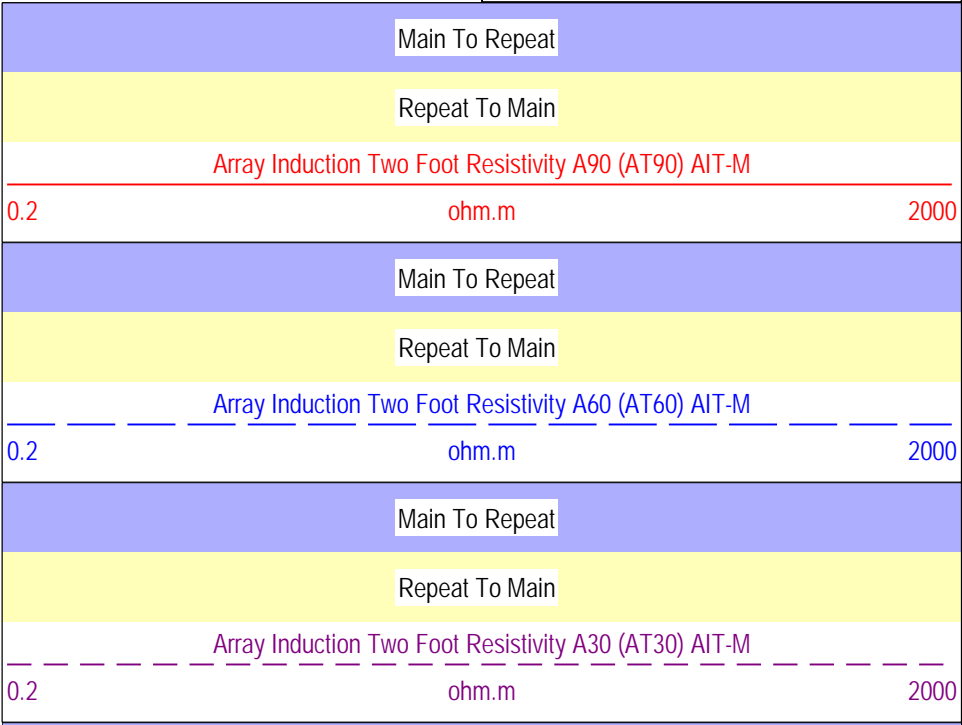 Main To Repeat
Repeat To Main
Array Induction Two Foot Resistivity A90 (AT90) AIT-M
0.2 ohm.m 2000
Main To Repeat
Repeat To Main
Array Induction Two Foot Resistivity A60 (AT60) AIT-M
0.2 ohm.m 2000
Main To Repeat
Repeat To Main
Array Induction Two Foot Resistivity A30 (AT30) AIT-M
0.2 ohm.m 2000